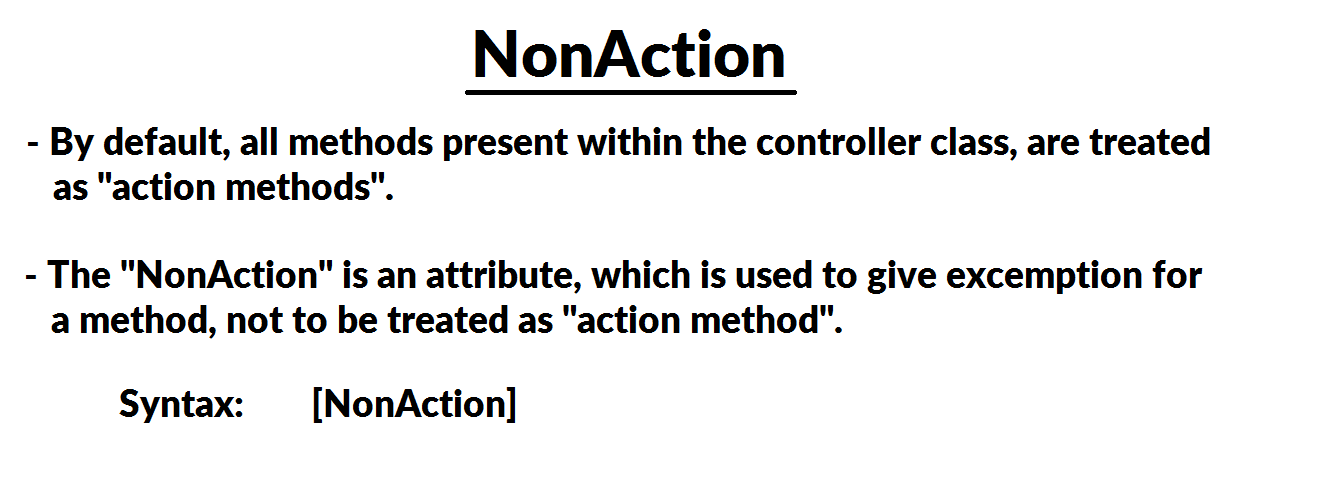 NonAction
- By default, all methods present within the controller class, are treated
as "action methods".
- The "NonAction" is an attribute, which is used to give excemption for
a method, not to be treated as "action method".
Syntax: [NonAction]